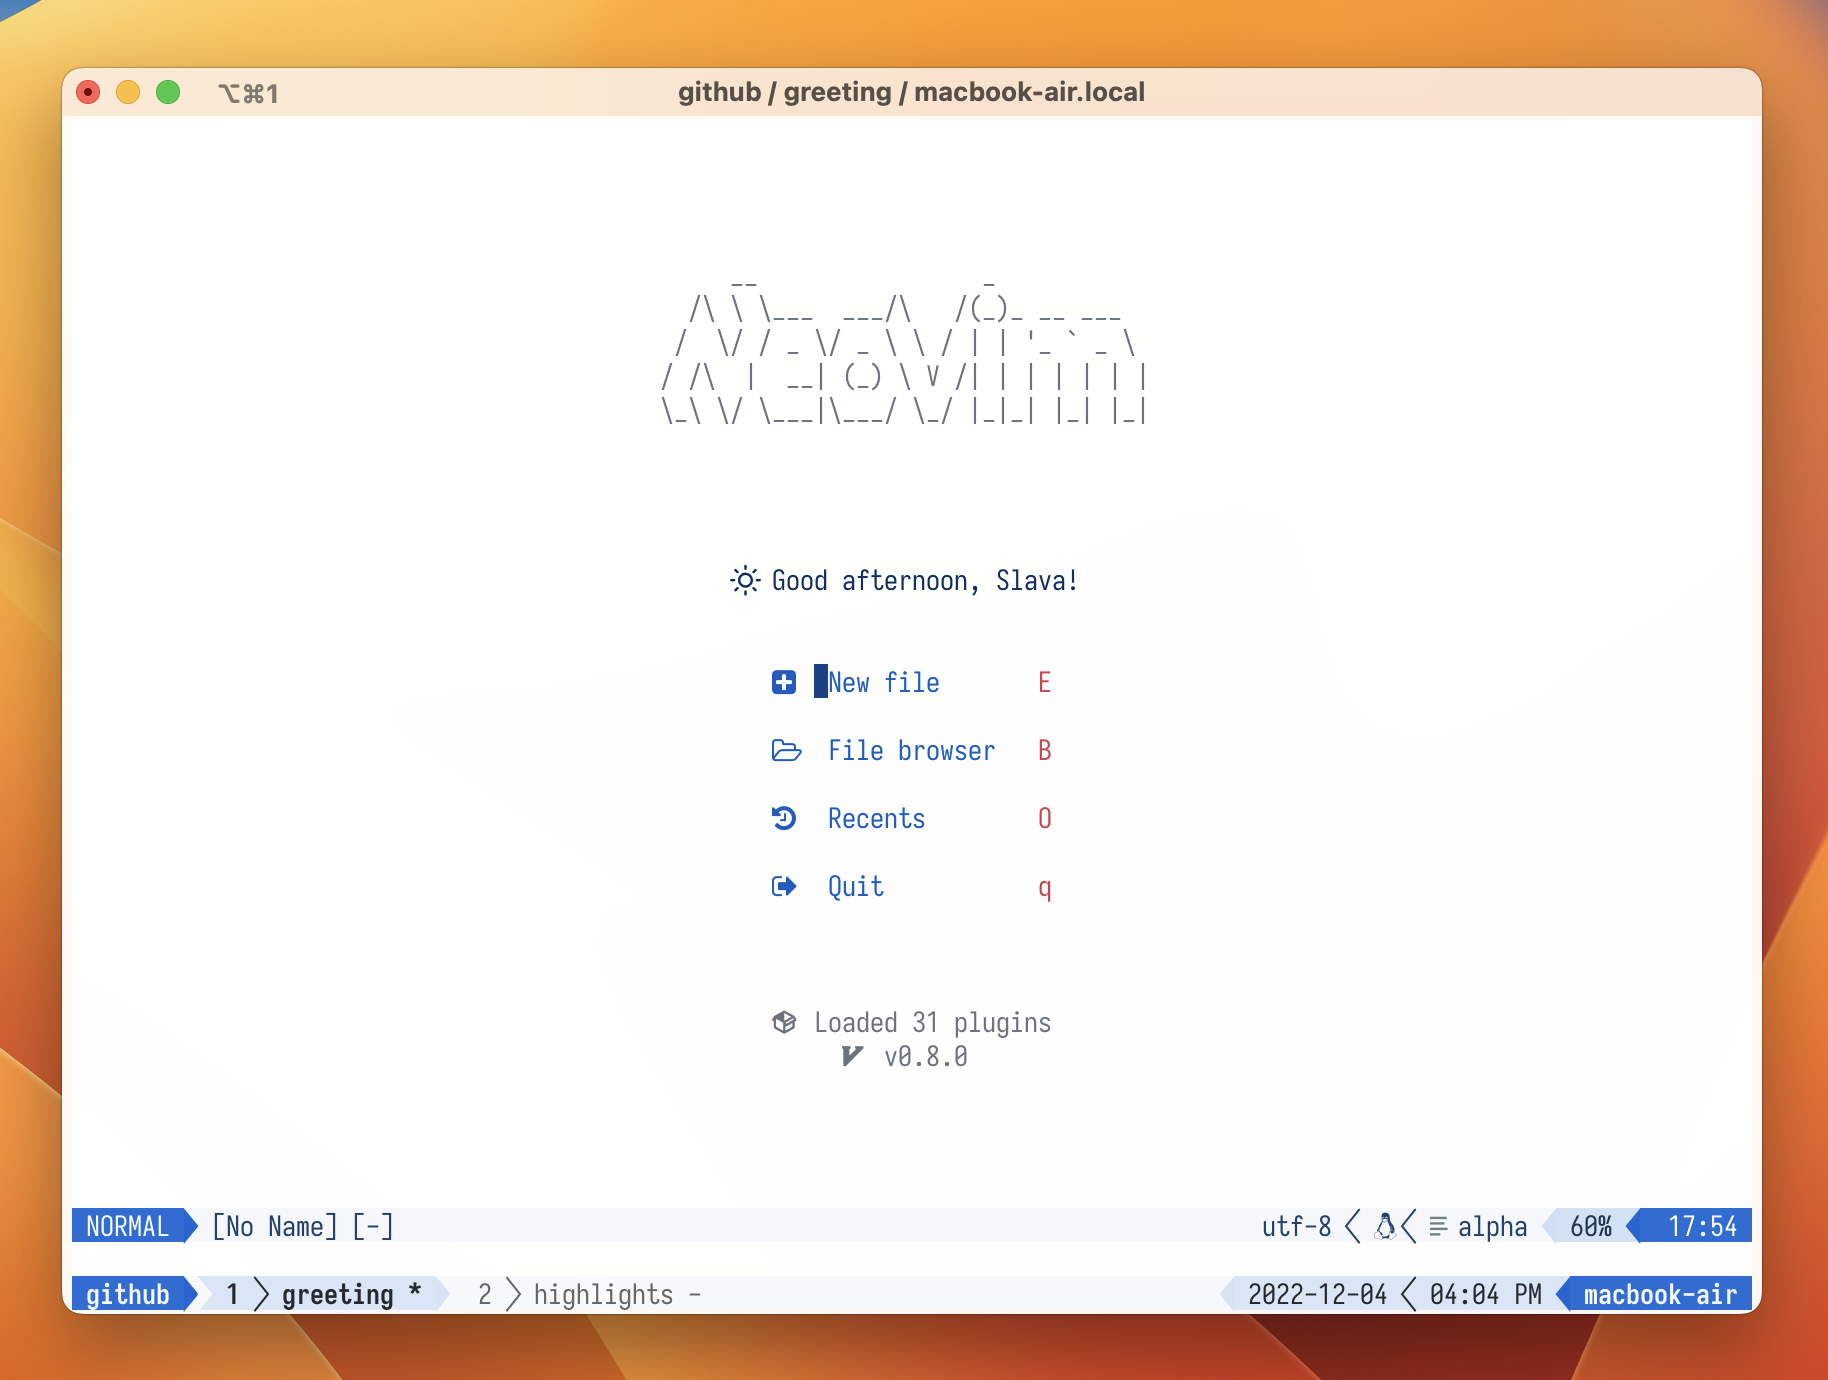 ⌥⌘1 github / greeting / macbook-air.local
     __                _
  /\ \ \___  ___/\   /(_)_ __ ___
 /  \/ / _ \/ _ \ \ / | | '_ ` _ \
/ /\  |  __| (_) \ V /| | | | | | |
\_\ \/ \___|\___/ \_/ |_|_| |_| |_|
Good afternoon, Slava!
New file E
File browser B
Recents O
Quit q
Loaded 31 plugins
v0.8.0
NORMAL [No Name] [-] utf-8 alpha 60% 17:54
github 1 greeting * 2 highlights - 2022-12-04 04:04 PM macbook-air